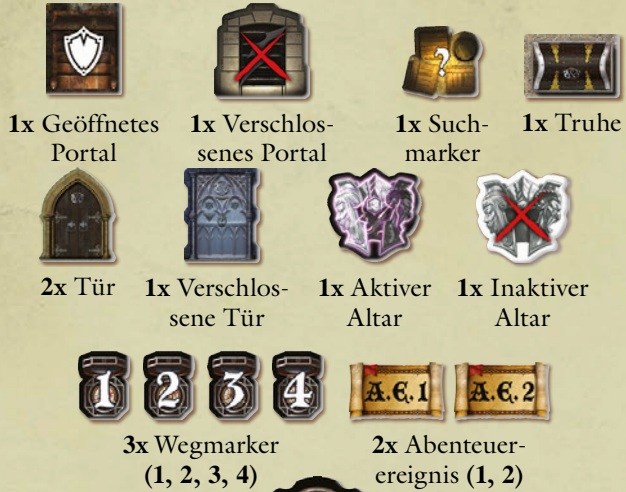 ?
1x Geöffnetes Portal
1x Verschlos-
senes Portal
1x Such-
marker
1x Truhe
2x Tür
1x Verschlos-
sene Tür
1x Aktiver
Altar
1x Inaktiver
Altar
1 2 3 4
A.E.1 A.E.2
3x Wegmarker
(1, 2, 3, 4)
2x Abenteuer-
ereignis (1, 2)